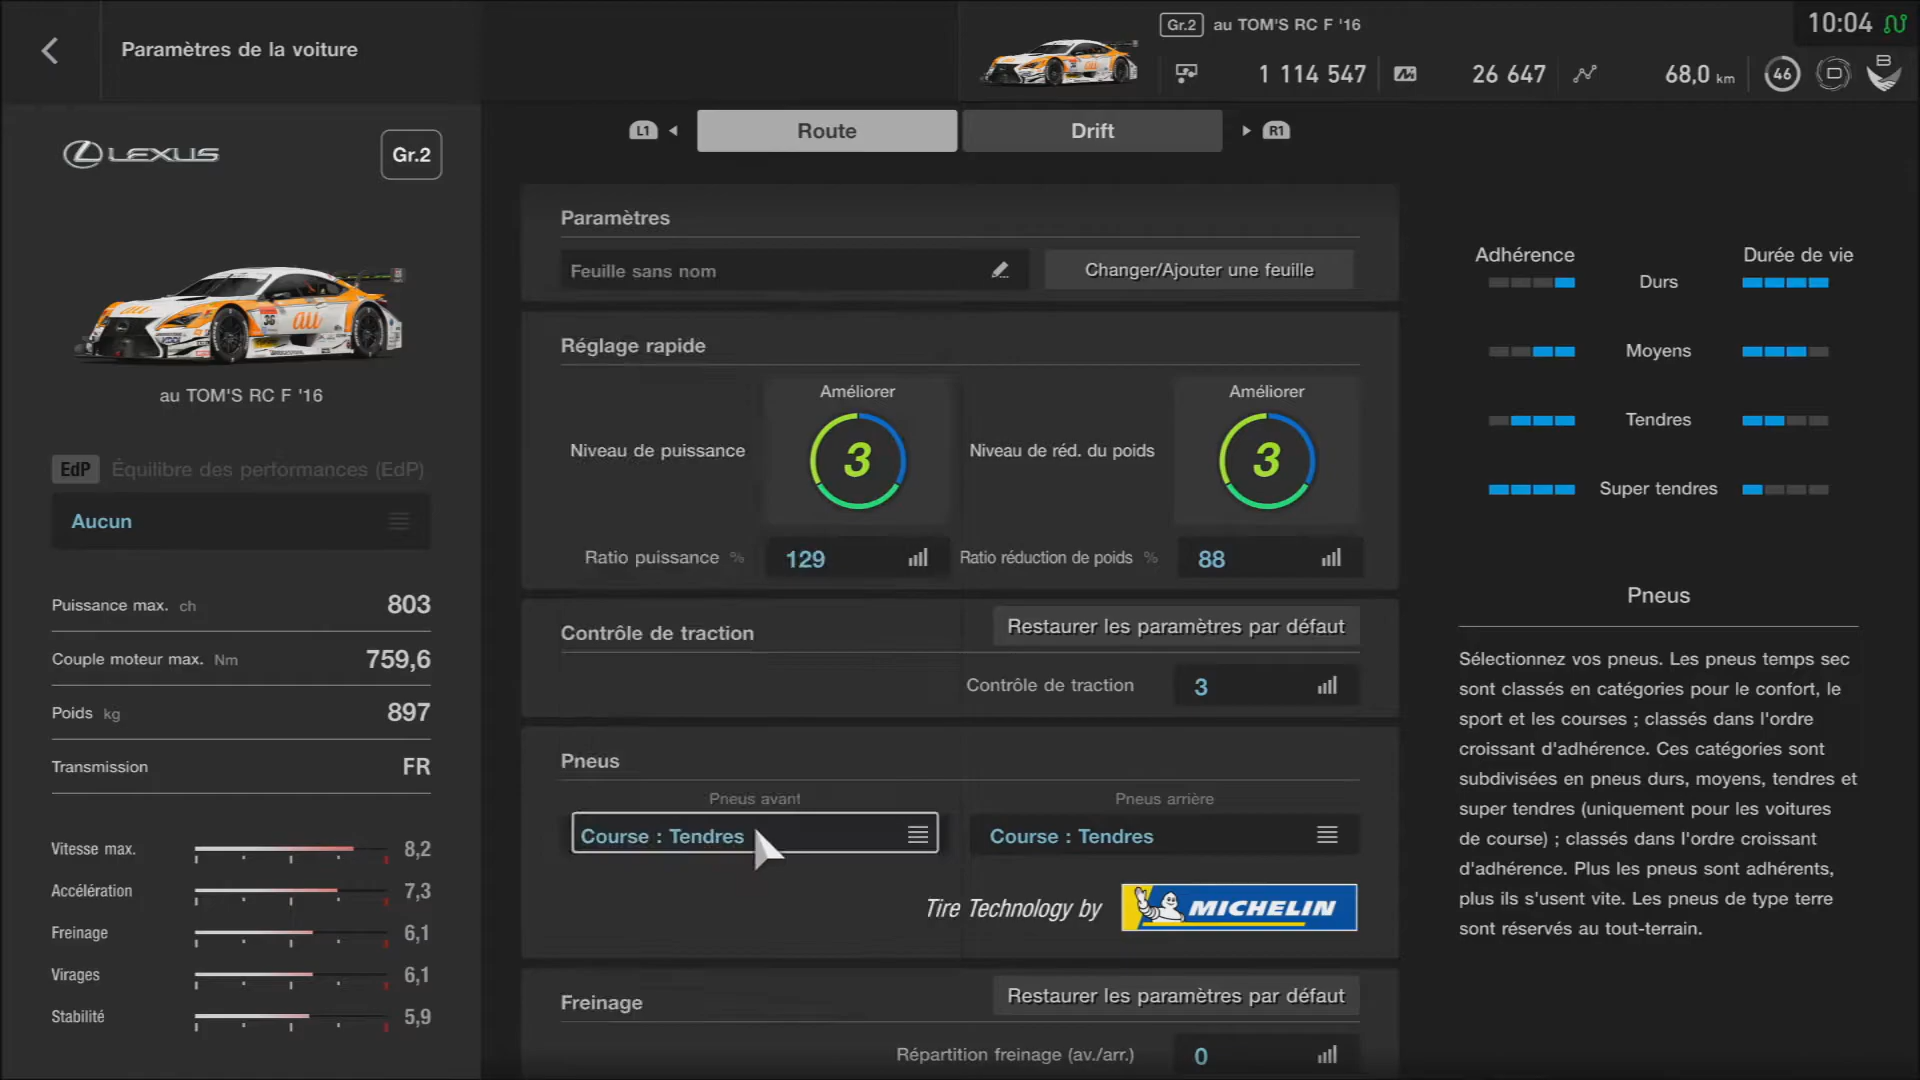 Paramètres de la voiture
Gr.2 au TOM'S RC F '16
1 114 547
26 647
68,0 km
46
B
10:04
L1
Route
Drift
R1
LEXUS
Gr.2
au TOM'S RC F '16
EdP Équilibre des performances (EdP)
Aucun
Puissance max. ch 803
Couple moteur max. Nm 759,6
Poids kg 897
Transmission FR
Vitesse max. 8,2
Accélération 7,3
Freinage 6,1
Virages 6,1
Stabilité 5,9
Paramètres
Feuille sans nom
Changer/Ajouter une feuille
Réglage rapide
Niveau de puissance
Améliorer
3
Niveau de réd. du poids
Améliorer
3
Ratio puissance % 129
Ratio réduction de poids % 88
Contrôle de traction
Restaurer les paramètres par défaut
Contrôle de traction 3
Pneus
Pneus avant
Pneus arrière
Course : Tendres
Course : Tendres
Tire Technology by MICHELIN
Freinage
Restaurer les paramètres par défaut
Répartition freinage (av./arr.) 0
Adhérence
Durée de vie
Durs
Moyens
Tendres
Super tendres
Pneus
Sélectionnez vos pneus. Les pneus temps sec
sont classés en catégories pour le confort, le
sport et les courses ; classés dans l'ordre
croissant d'adhérence. Ces catégories sont
subdivisées en pneus durs, moyens, tendres et
super tendres (uniquement pour les voitures
de course) ; classés dans l'ordre croissant
d'adhérence. Plus les pneus sont adhérents,
plus ils s'usent vite. Les pneus de type terre
sont réservés au tout-terrain.
au
36